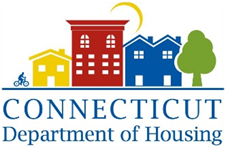 CONNECTICUT
Department of Housing